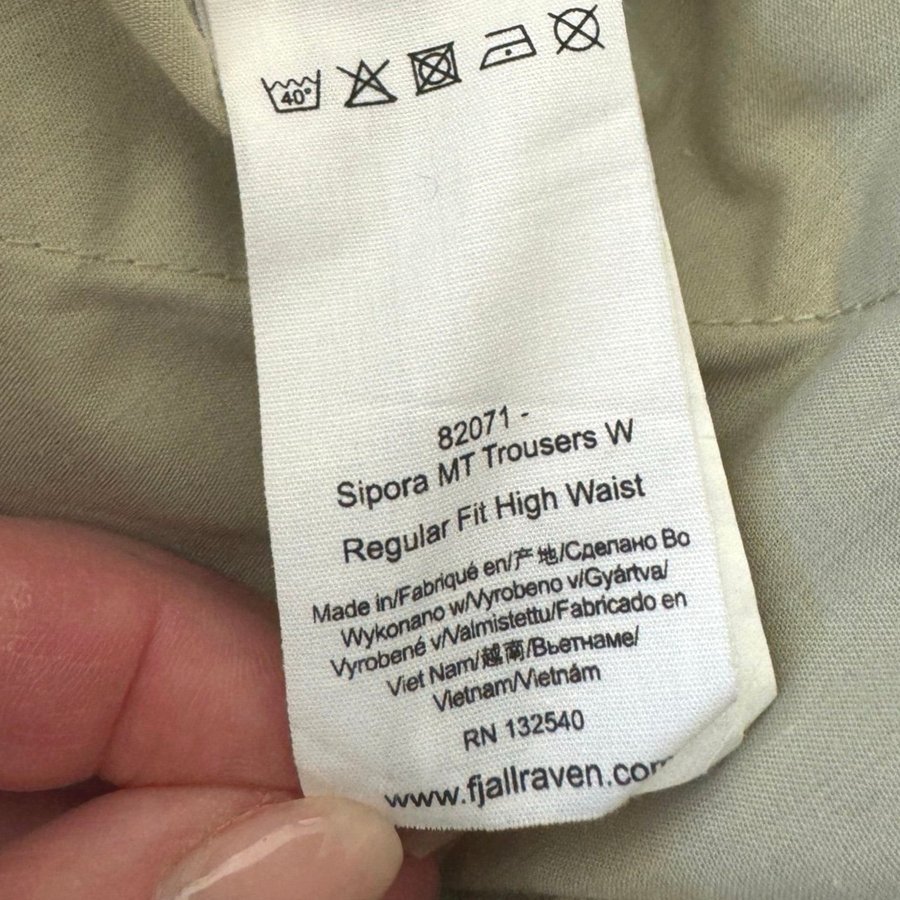 40°
82071 -
Sipora MT Trousers W
Regular Fit High Waist
Made in/Fabriqué en/产地/Сделано Во
Wykonano w/Vyrobeno v/Gyártva/
Vyrobené v/Valmistettu/Fabricado en
Viet Nam/越南/Вьетнаме/
Vietnam/Vietnám
RN 132540
www.fjallraven.com